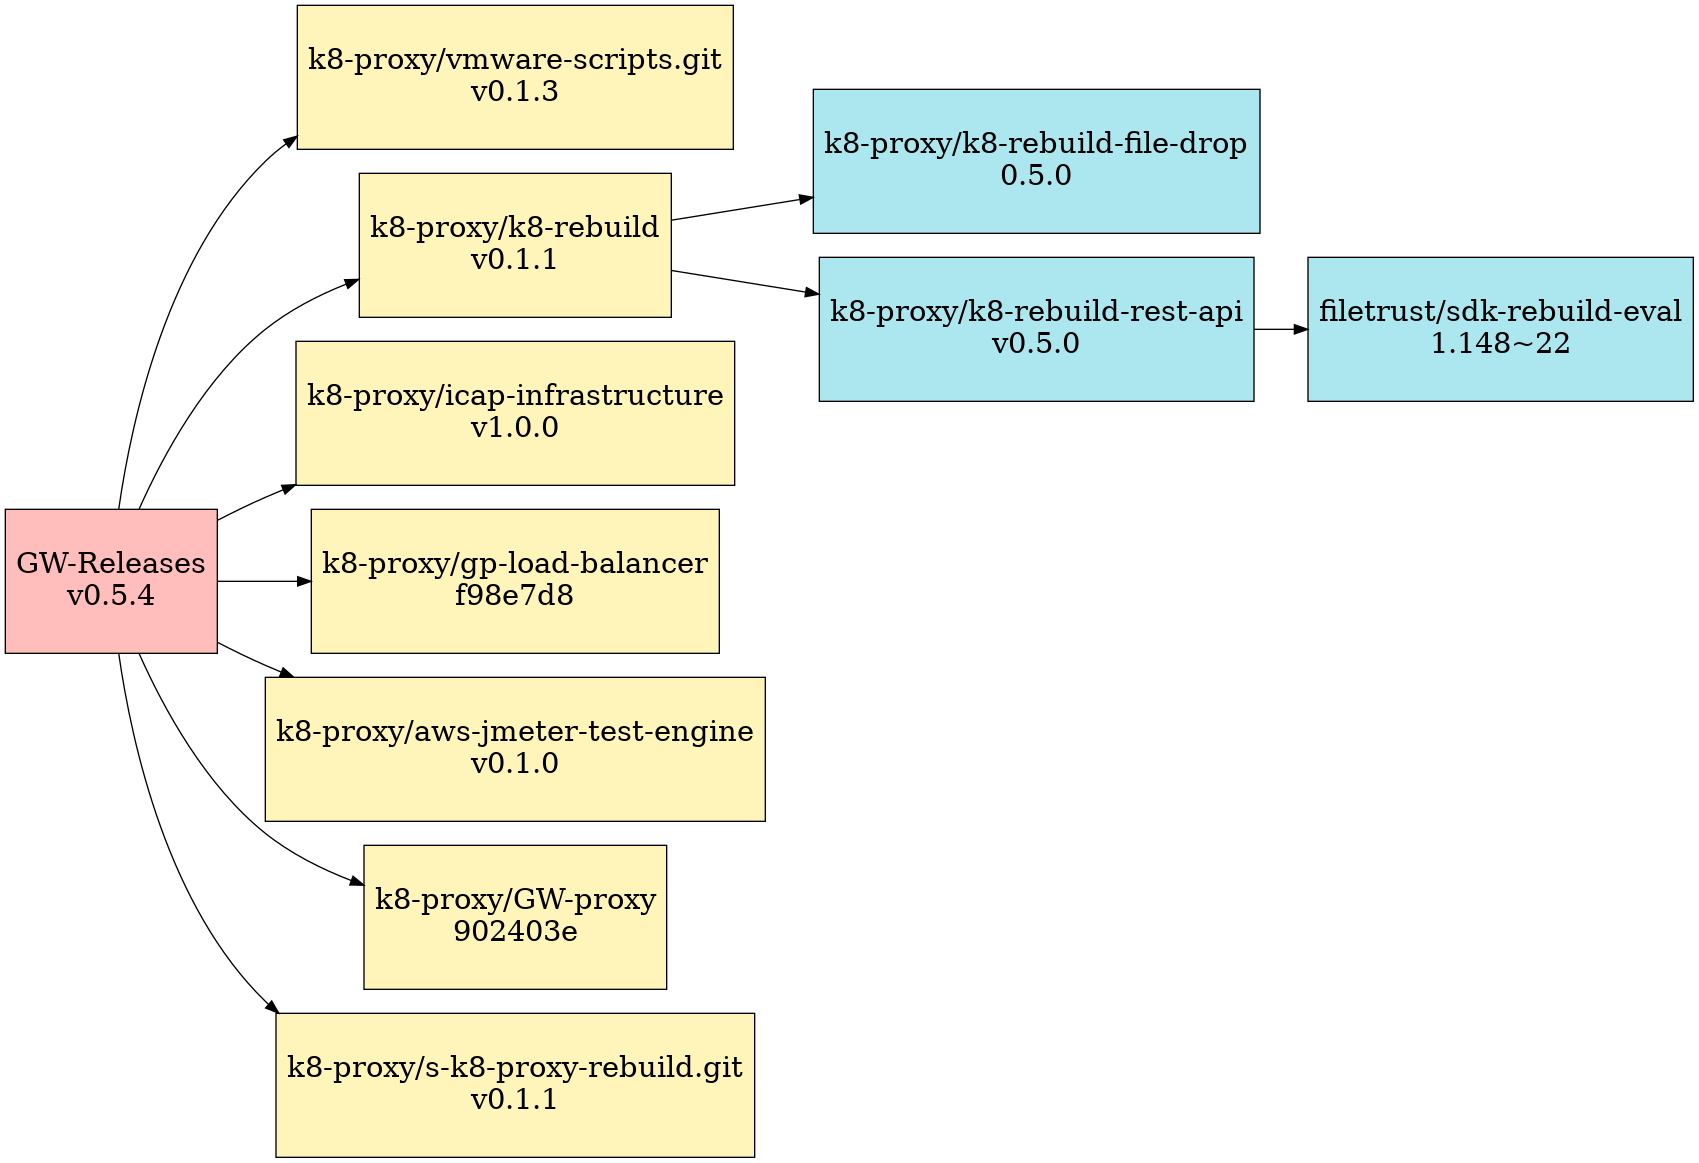 k8-proxy/vmware-scripts.git
v0.1.3
k8-proxy/k8-rebuild-file-drop
0.5.0
k8-proxy/k8-rebuild
v0.1.1
k8-proxy/k8-rebuild-rest-api
v0.5.0
filetrust/sdk-rebuild-eval
1.148~22
k8-proxy/icap-infrastructure
v1.0.0
GW-Releases
v0.5.4
k8-proxy/gp-load-balancer
f98e7d8
k8-proxy/aws-jmeter-test-engine
v0.1.0
k8-proxy/GW-proxy
902403e
k8-proxy/s-k8-proxy-rebuild.git
v0.1.1